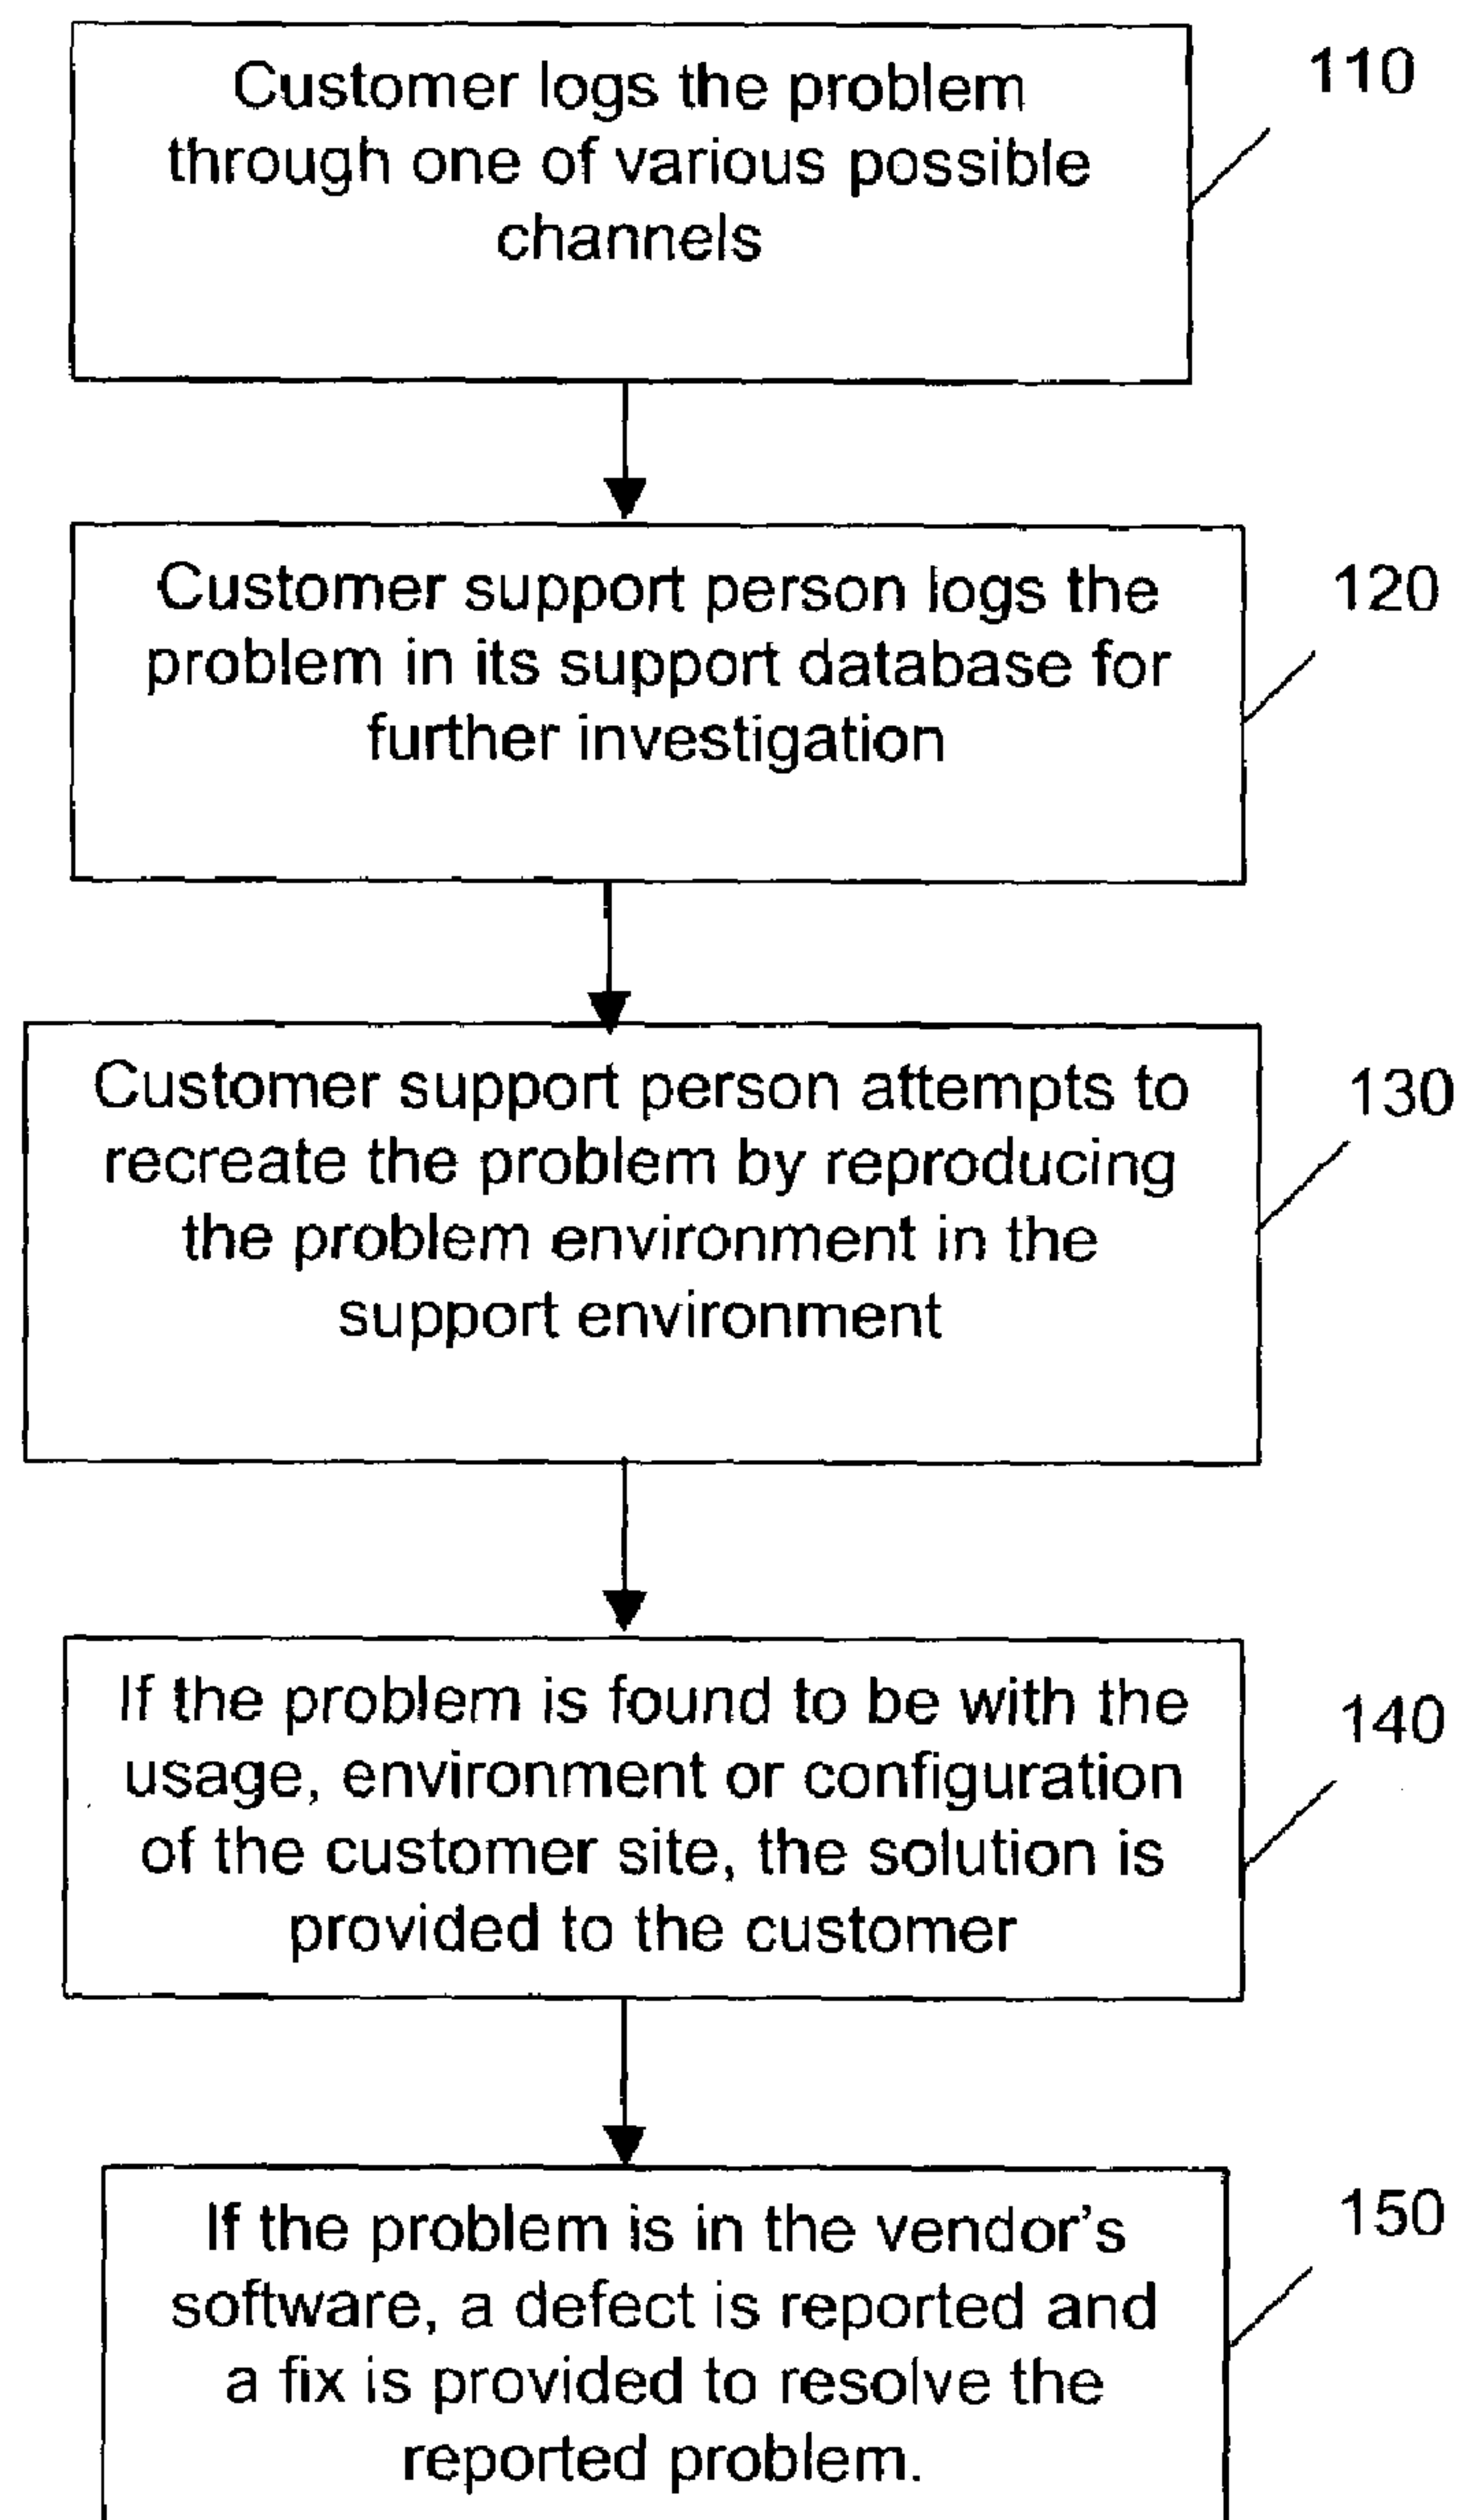 Customer logs the problem
through one of various possible
channels
110
Customer support person logs the
problem in its support database for
further investigation
120
Customer support person attempts to
recreate the problem by reproducing
the problem environment in the
support environment
130
If the problem is found to be with the
usage, environment or configuration
of the customer site, the solution is
provided to the customer
140
If the problem is in the vendor's
software, a defect is reported and
a fix is provided to resolve the
reported problem.
150